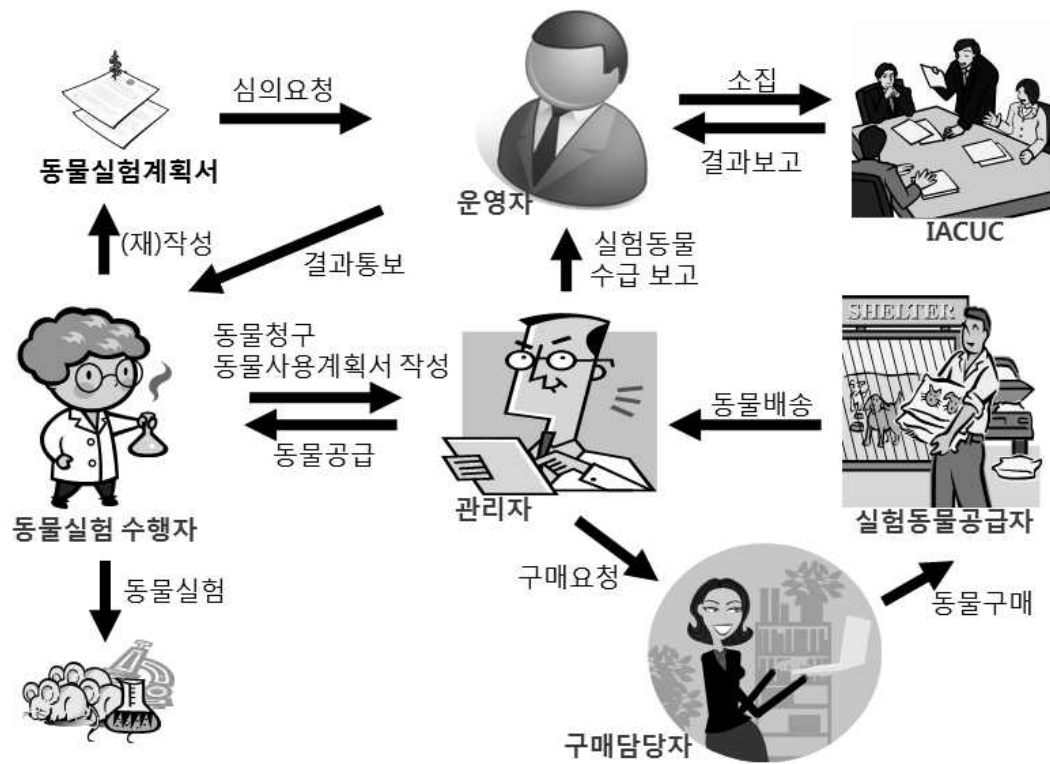 심의요청
소집
동물실험계획서
결과보고
운영자
IACUC
(재)작성
결과통보
실험동물
수급 보고
SHELTER
동물청구
동물사용계획서 작성
동물배송
동물공급
동물실험 수행자
관리자
실험동물공급자
구매요청
동물실험
동물구매
구매담당자